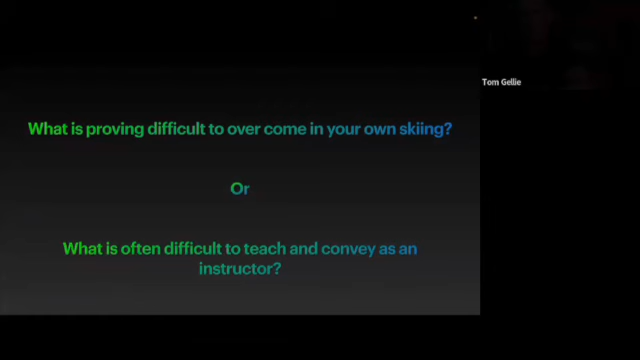 Tom Gellie
What is proving difficult to over come in your own skiing?
Or
What is often difficult to teach and convey as an
instructor?